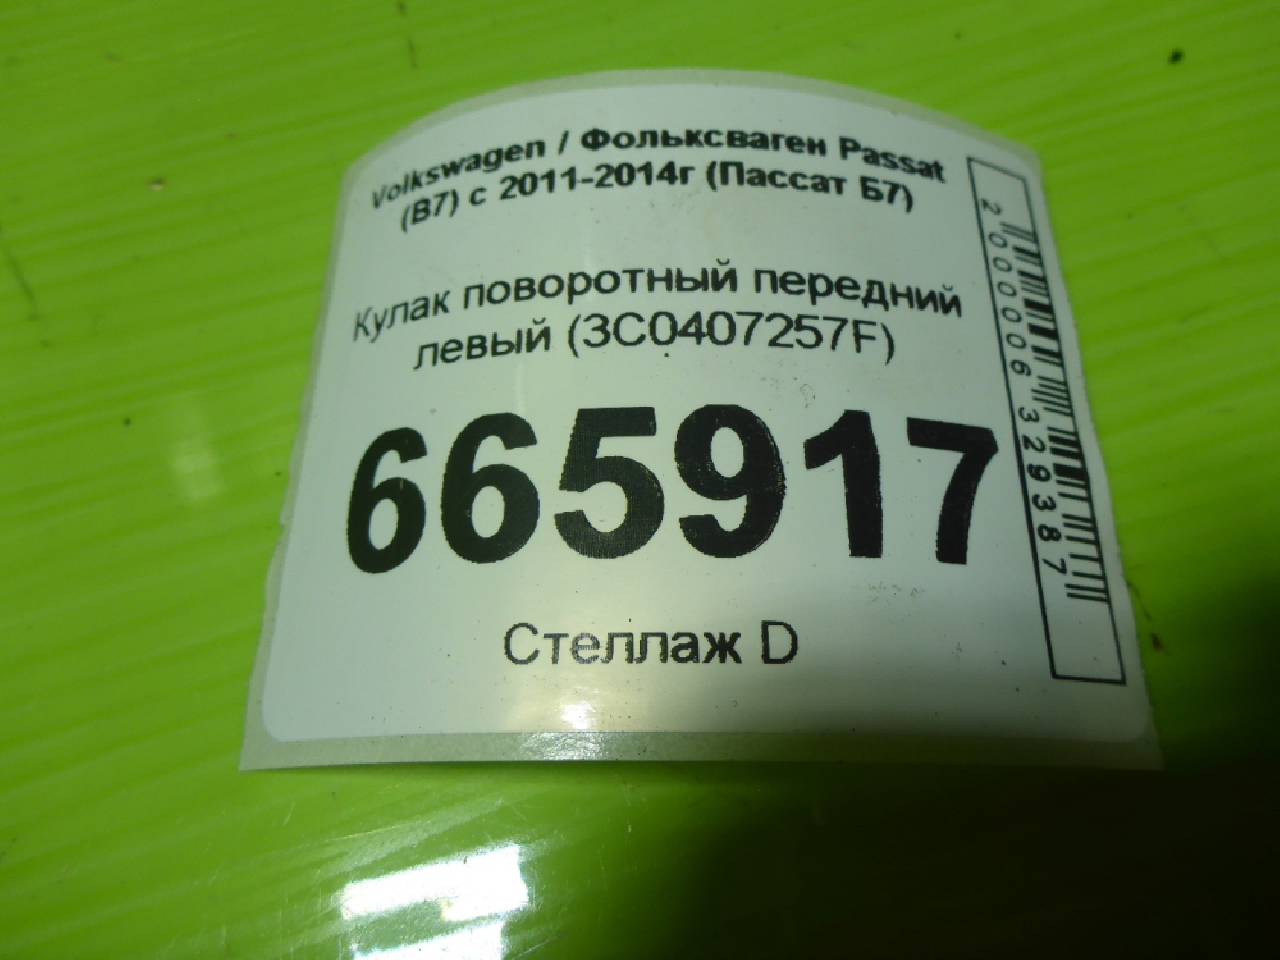 Volkswagen / Фольксваген Passat
(B7) с 2011-2014г (Пассат Б7)
Кулак поворотный передний
левый (3C0407257F)
665917
Стеллаж D
2000006329387